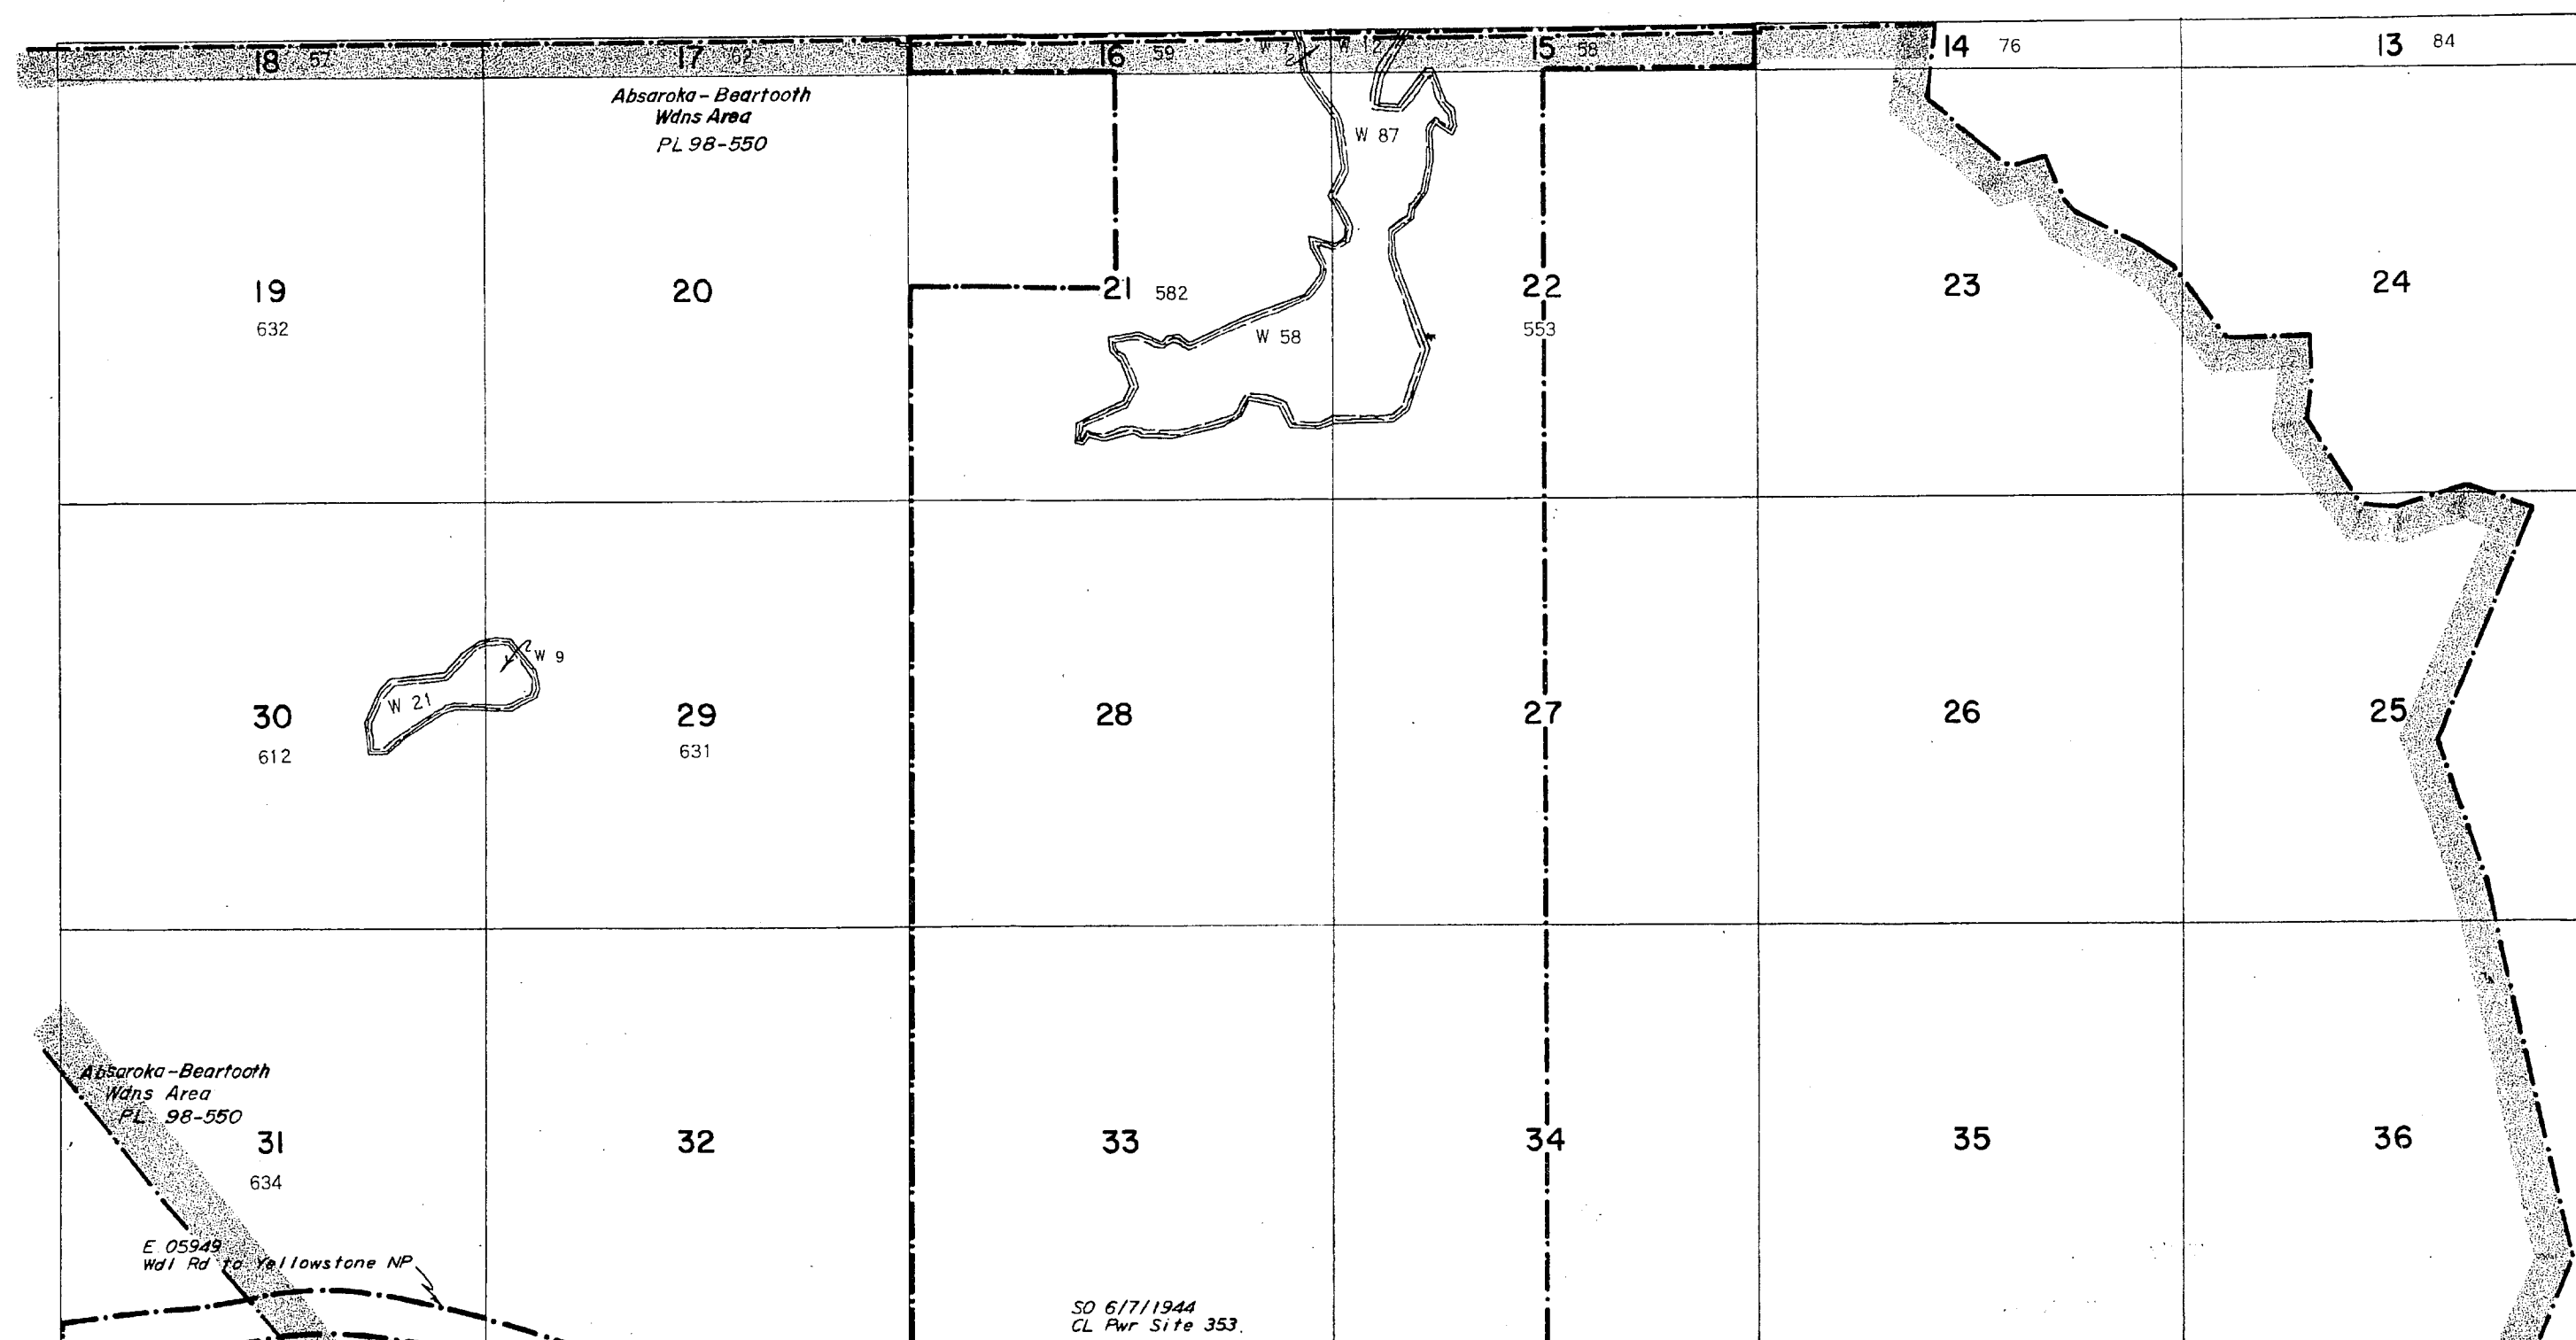 18 57 17 62 16 59 W 7 W 12 15 58 14 76 13 84
Absaroka-Beartooth
Wdns Area
PL 98-550
W 87
19 20 21 582 22 23 24
632 W 58 553
W 9
W 21
30 29 28 27 26 25
612 631
Absaroka-Beartooth
Wdns Area
PL 98-550
31 32 33 34 35 36
634
E 05949
Wdl Rd to Yellowstone NP
SO 6/7/1944
CL Pwr Site 353.